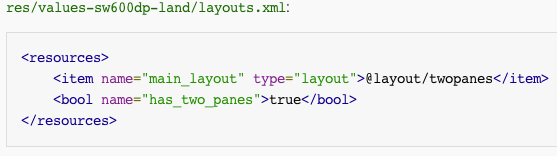 res/values-sw600dp-land/layouts.xml:
<resources>
    <item name="main_layout" type="layout">@layout/twopanes</item>
    <bool name="has_two_panes">true</bool>
</resources>